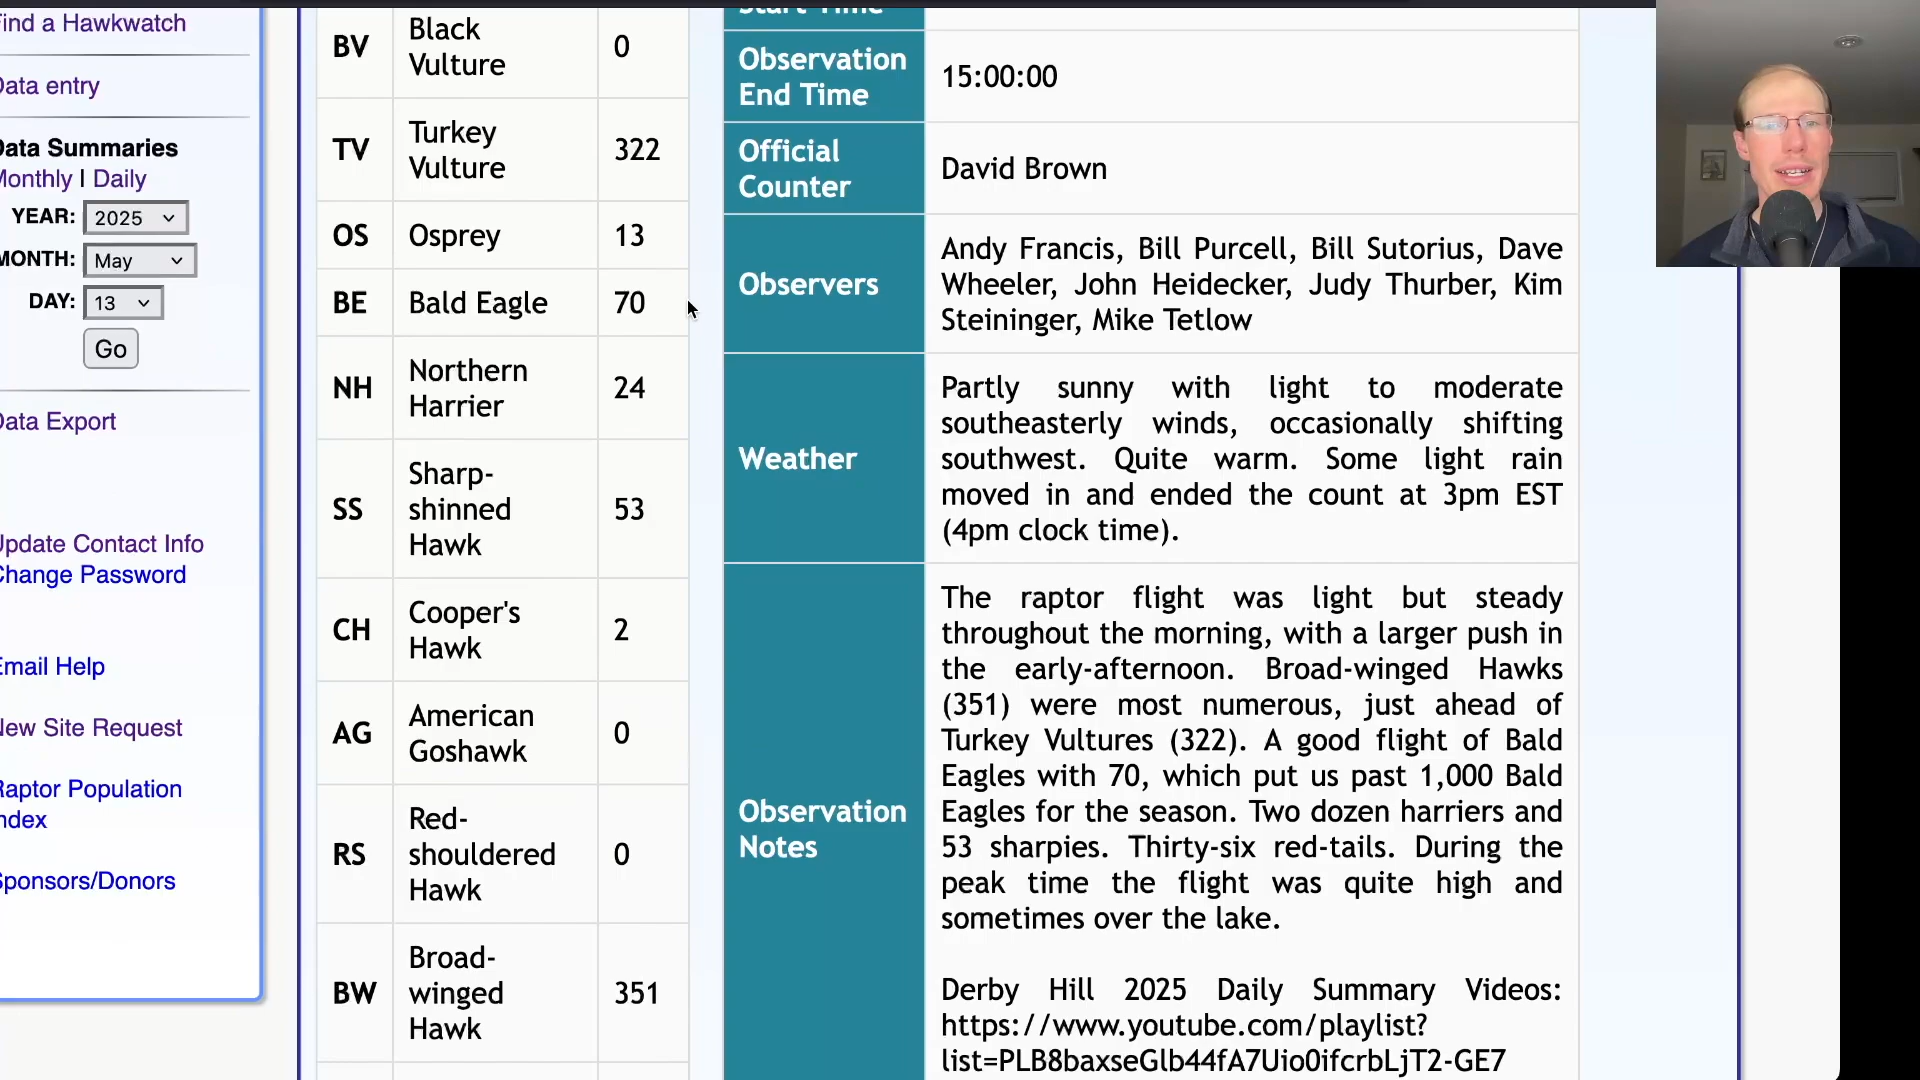 Find a Hawkwatch
Data entry
Data Summaries
Monthly | Daily
YEAR: 2025
MONTH: May
DAY: 13
Go
Data Export
Update Contact Info
Change Password
Email Help
New Site Request
Raptor Population
Index
Sponsors/Donors
BV Black Vulture 0
TV Turkey Vulture 322
OS Osprey 13
BE Bald Eagle 70
NH Northern Harrier 24
SS Sharp-shinned Hawk 53
CH Cooper's Hawk 2
AG American Goshawk 0
RS Red-shouldered Hawk 0
BW Broad-winged Hawk 351
Start Time
Observation
End Time
15:00:00
Official
Counter
David Brown
Observers
Andy Francis, Bill Purcell, Bill Sutorius, Dave
Wheeler, John Heidecker, Judy Thurber, Kim
Steininger, Mike Tetlow
Weather
Partly sunny with light to moderate
southeasterly winds, occasionally shifting
southwest. Quite warm. Some light rain
moved in and ended the count at 3pm EST
(4pm clock time).
Observation
Notes
The raptor flight was light but steady
throughout the morning, with a larger push in
the early-afternoon. Broad-winged Hawks
(351) were most numerous, just ahead of
Turkey Vultures (322). A good flight of Bald
Eagles with 70, which put us past 1,000 Bald
Eagles for the season. Two dozen harriers and
53 sharpies. Thirty-six red-tails. During the
peak time the flight was quite high and
sometimes over the lake.
Derby Hill 2025 Daily Summary Videos:
https://www.youtube.com/playlist?
list=PLB8baxseGlb44fA7Uio0ifcrbLjT2-GE7